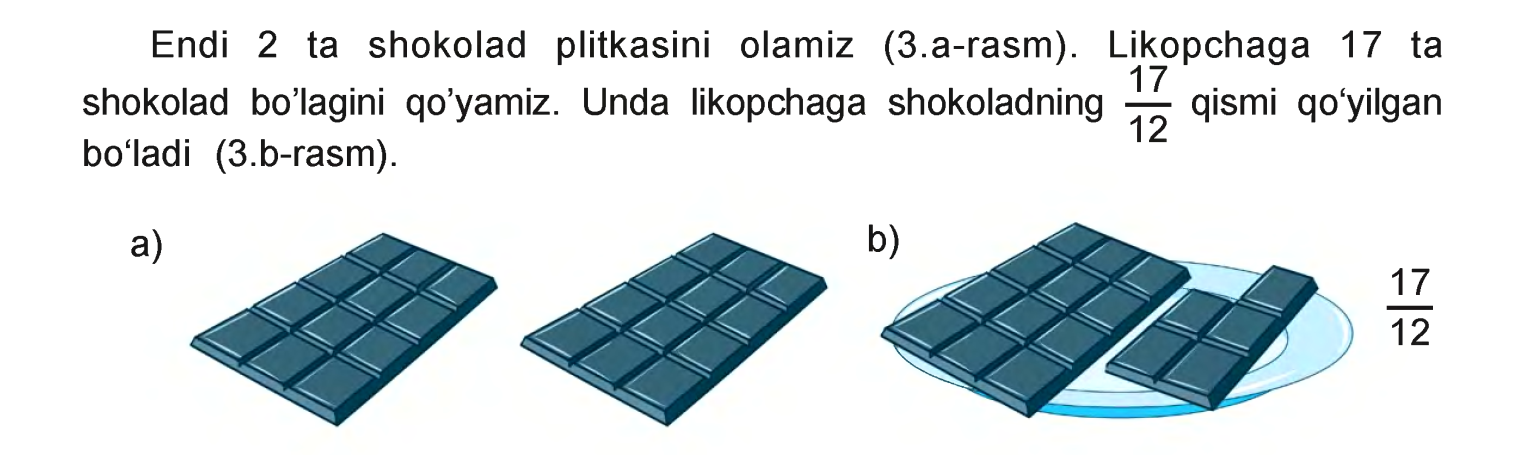 Endi 2 ta shokolad plitkasini olamiz (3.a-rasm). Likopchaga 17 ta
shokolad bo’lagini qo’yamiz. Unda likopchaga shokoladning 17/12 qismi qo‘yilgan
bo‘ladi (3.b-rasm).
a)
b)
17/12